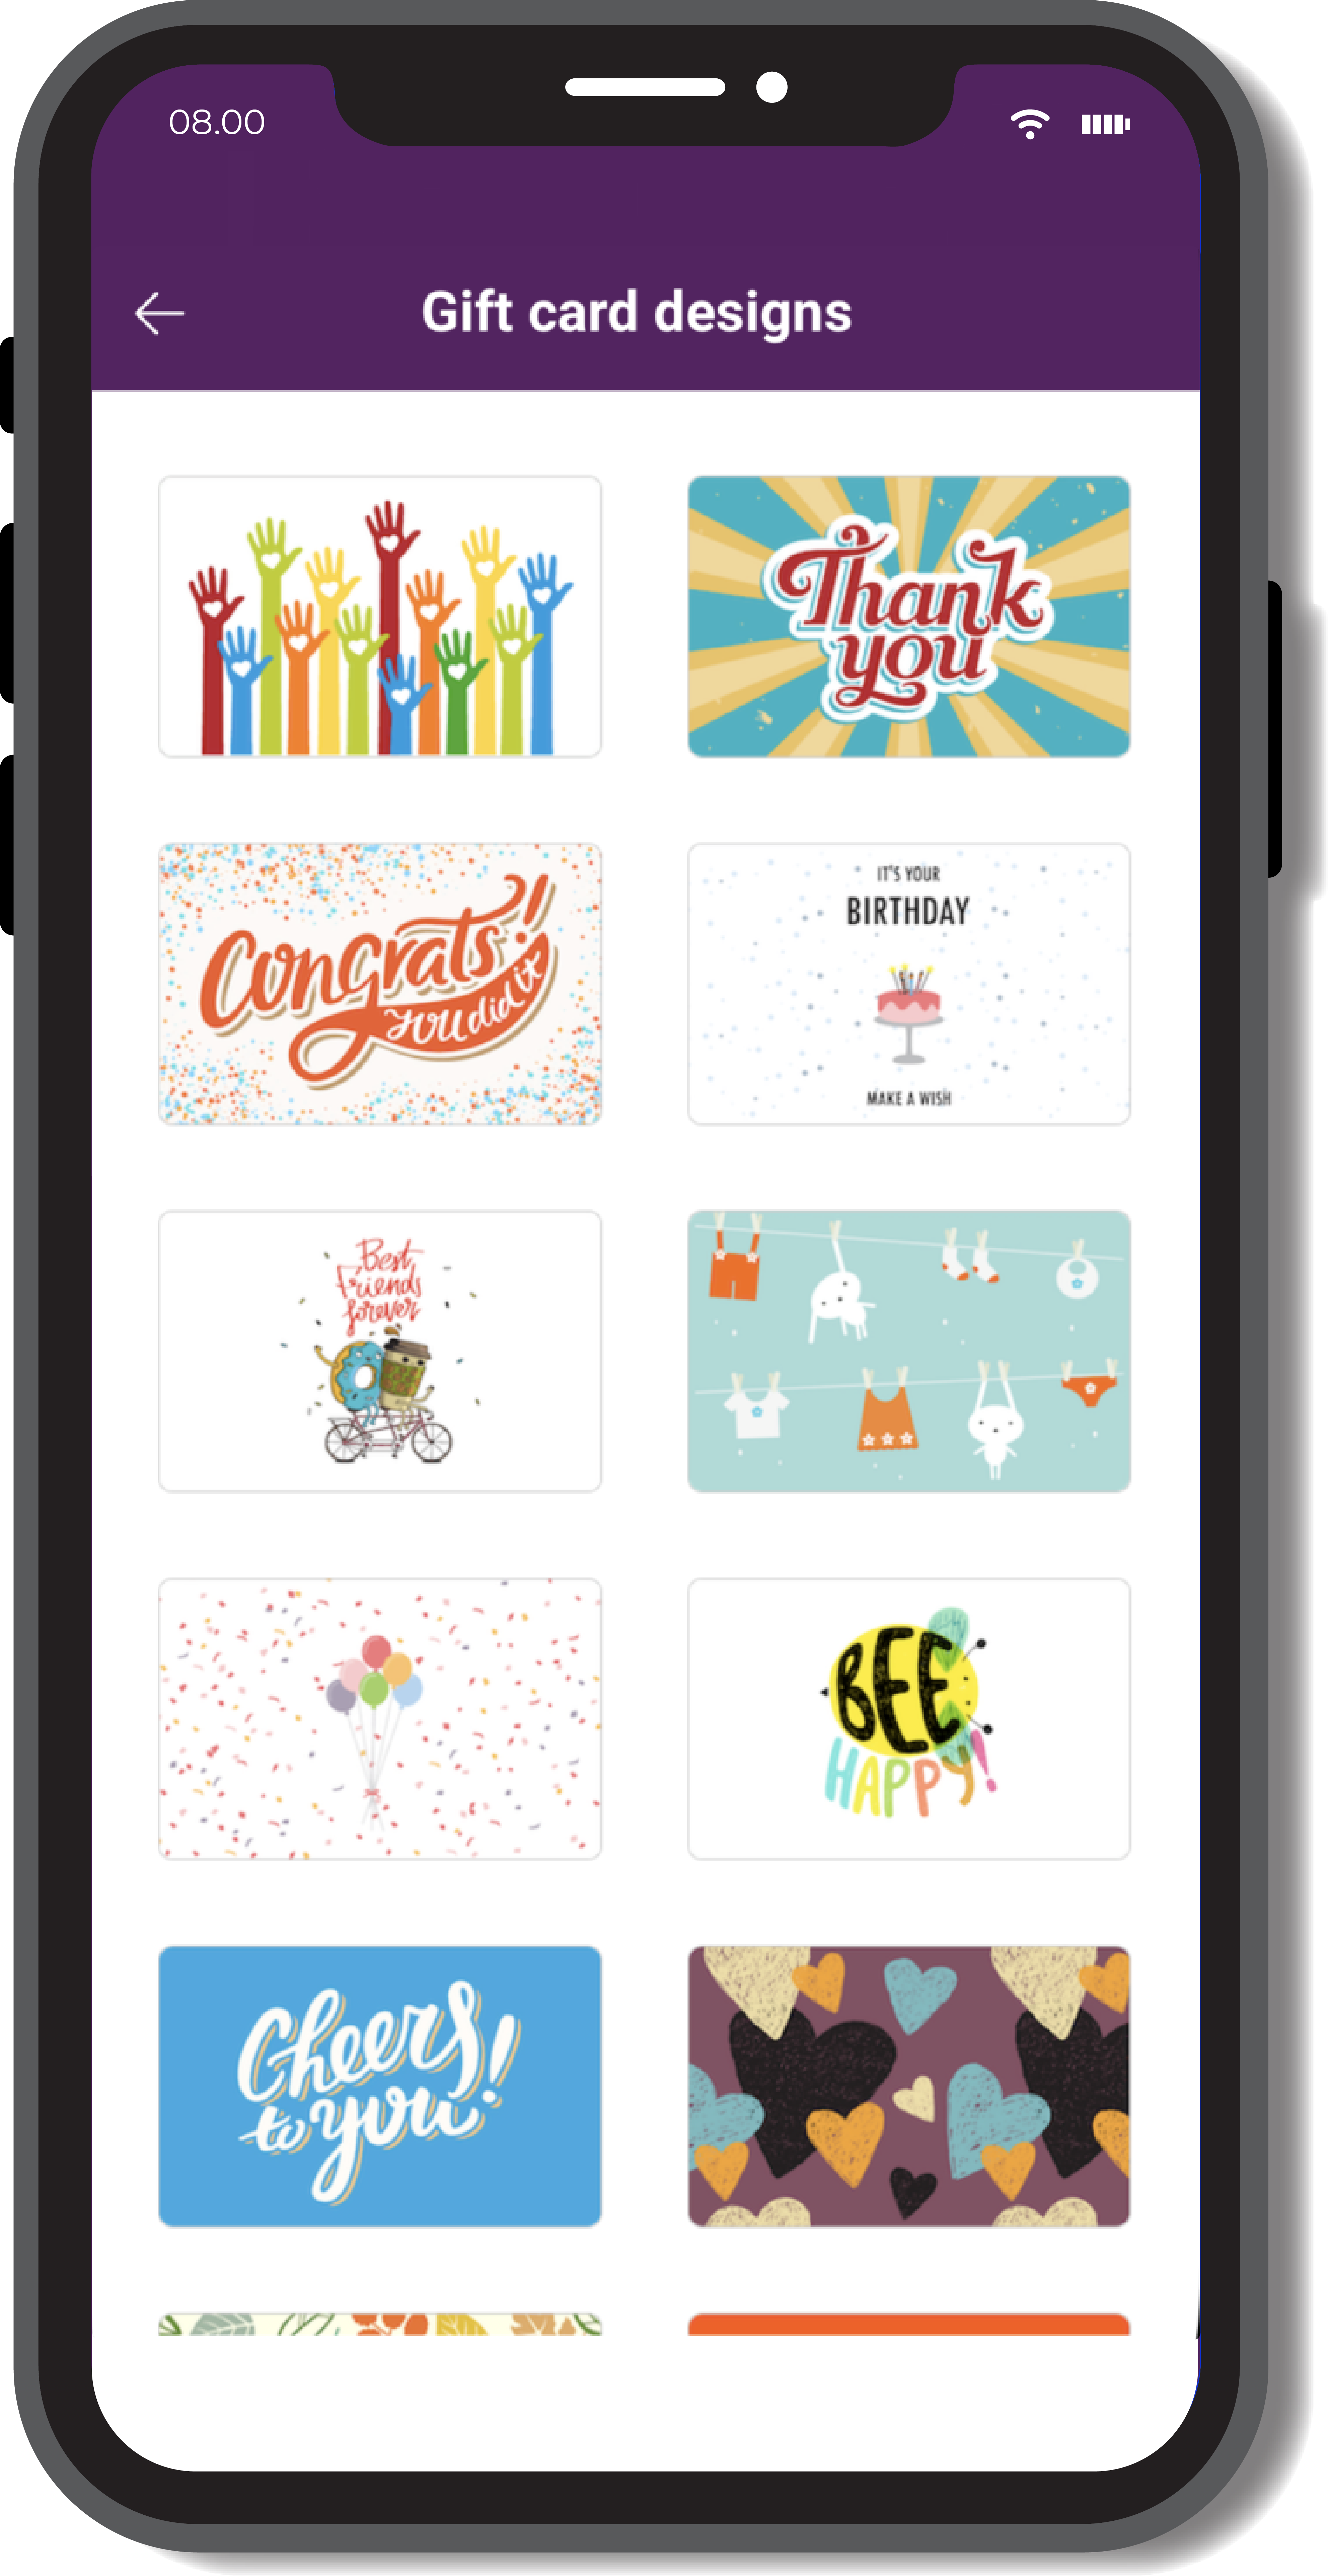 08.00
Gift card designs
Thank
you
Congrats!
You did it
IT'S YOUR
BIRTHDAY
MAKE A WISH
Best
Friends
forever
BEE
HAPPY!
Cheers!
to you